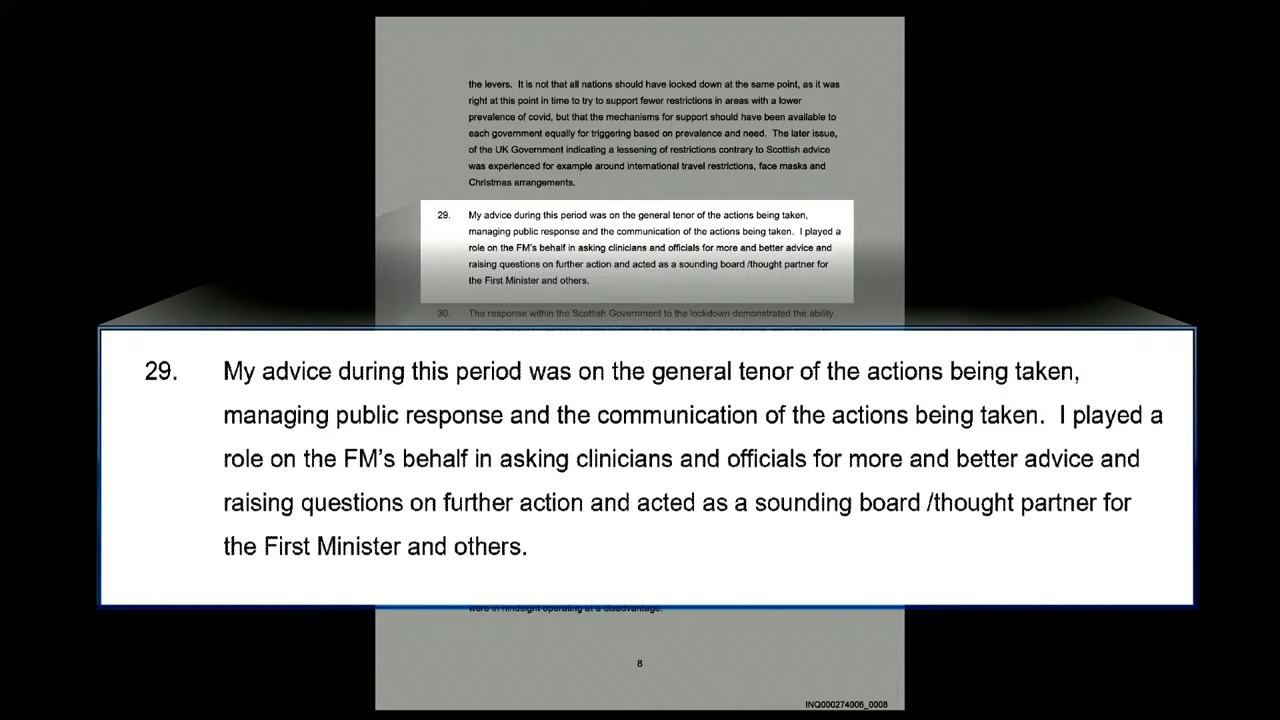 the levers.  It is not that all nations should have locked down at the same point, as it was
right at this point in time to try to support fewer restrictions in areas with a lower
prevalence of covid, but that the mechanisms for support should have been available to
each government equally for triggering based on prevalence and need.  The later issue,
of the UK Government indicating a lessening of restrictions contrary to Scottish advice
was experienced for example around international travel restrictions, face masks and
Christmas arrangements.
29. My advice during this period was on the general tenor of the actions being taken,
managing public response and the communication of the actions being taken.  I played a
role on the FM's behalf in asking clinicians and officials for more and better advice and
raising questions on further action and acted as a sounding board /thought partner for
the First Minister and others.
30. The response within the Scottish Government to the lockdown demonstrated the ability
29. My advice during this period was on the general tenor of the actions being taken,
managing public response and the communication of the actions being taken.  I played a
role on the FM's behalf in asking clinicians and officials for more and better advice and
raising questions on further action and acted as a sounding board /thought partner for
the First Minister and others.
were in hindsight operating at a disadvantage.
8
INQ000274006_0008